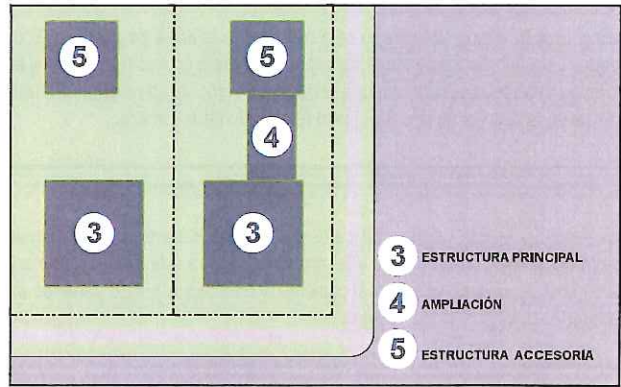 5 5
4
3 3
3 ESTRUCTURA PRINCIPAL
4 AMPLIACIÓN
5 ESTRUCTURA ACCESORIA